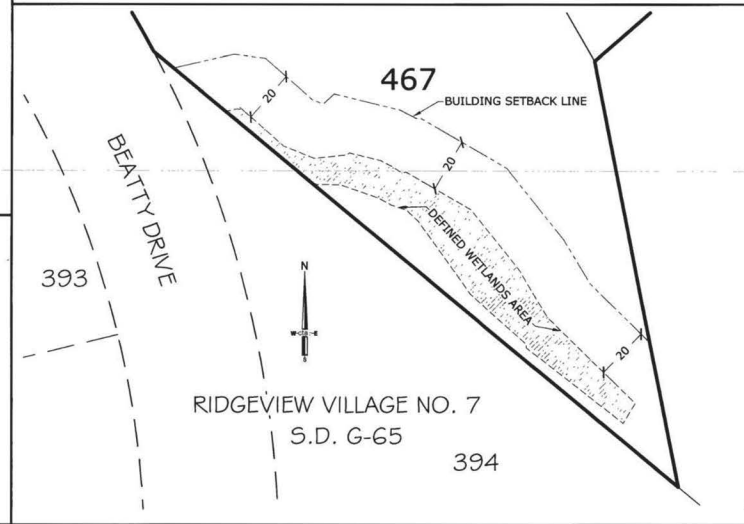 467
BUILDING SETBACK LINE
20
20
BEATTY DRIVE
DEFINED WETLANDS AREA
393
N
W E
S
20
RIDGEVIEW VILLAGE NO. 7
S.D. G-65
394